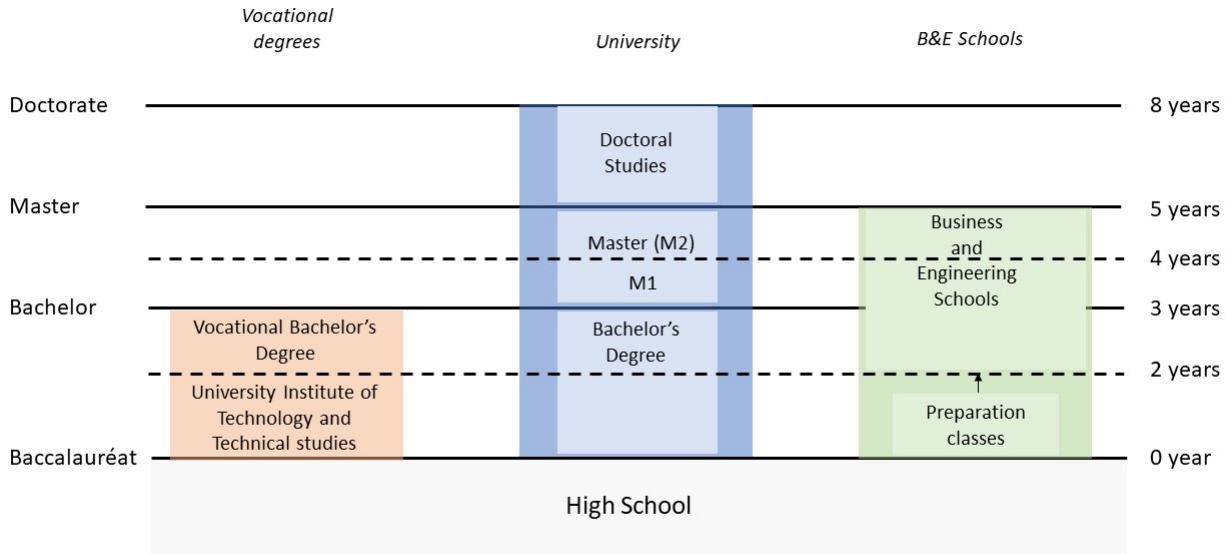 Vocational
degrees
University
B&E Schools
Doctorate
8 years
Doctoral
Studies
Master
5 years
Business
and
Engineering
Schools
Master (M2)
4 years
M1
Bachelor
3 years
Vocational Bachelor's
Degree
Bachelor's
Degree
2 years
University Institute of
Technology and
Technical studies
Preparation
classes
Baccalauréat
0 year
High School